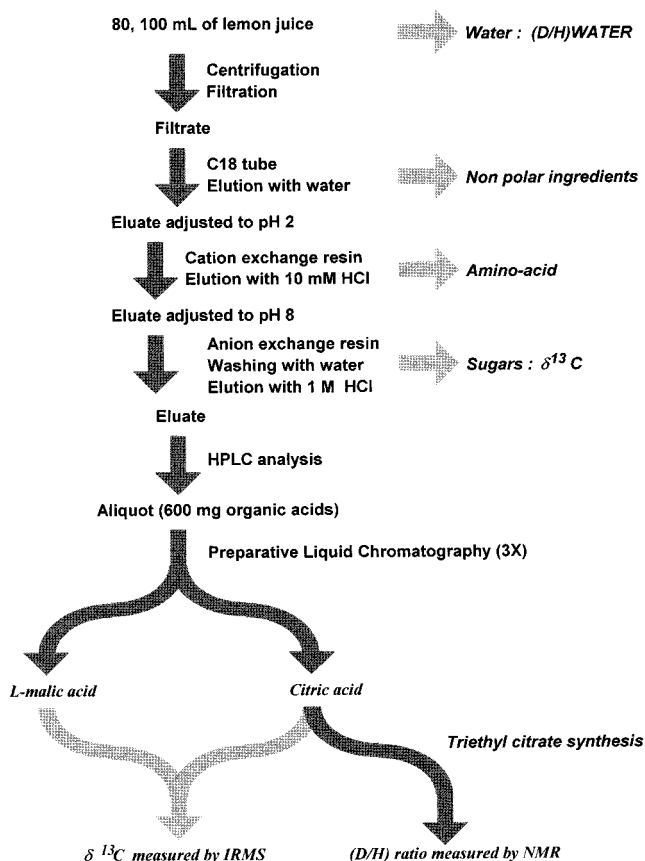 80, 100 mL of lemon juice
Water : (D/H)WATER
Centrifugation
Filtration
Filtrate
C18 tube
Elution with water
Non polar ingredients
Eluate adjusted to pH 2
Cation exchange resin
Elution with 10 mM HCl
Amino-acid
Eluate adjusted to pH 8
Anion exchange resin
Washing with water
Elution with 1 M HCl
Sugars : δ¹³ C
Eluate
HPLC analysis
Aliquot (600 mg organic acids)
Preparative Liquid Chromatography (3X)
L-malic acid
Citric acid
Triethyl citrate synthesis
δ ¹³C measured by IRMS
(D/H) ratio measured by NMR